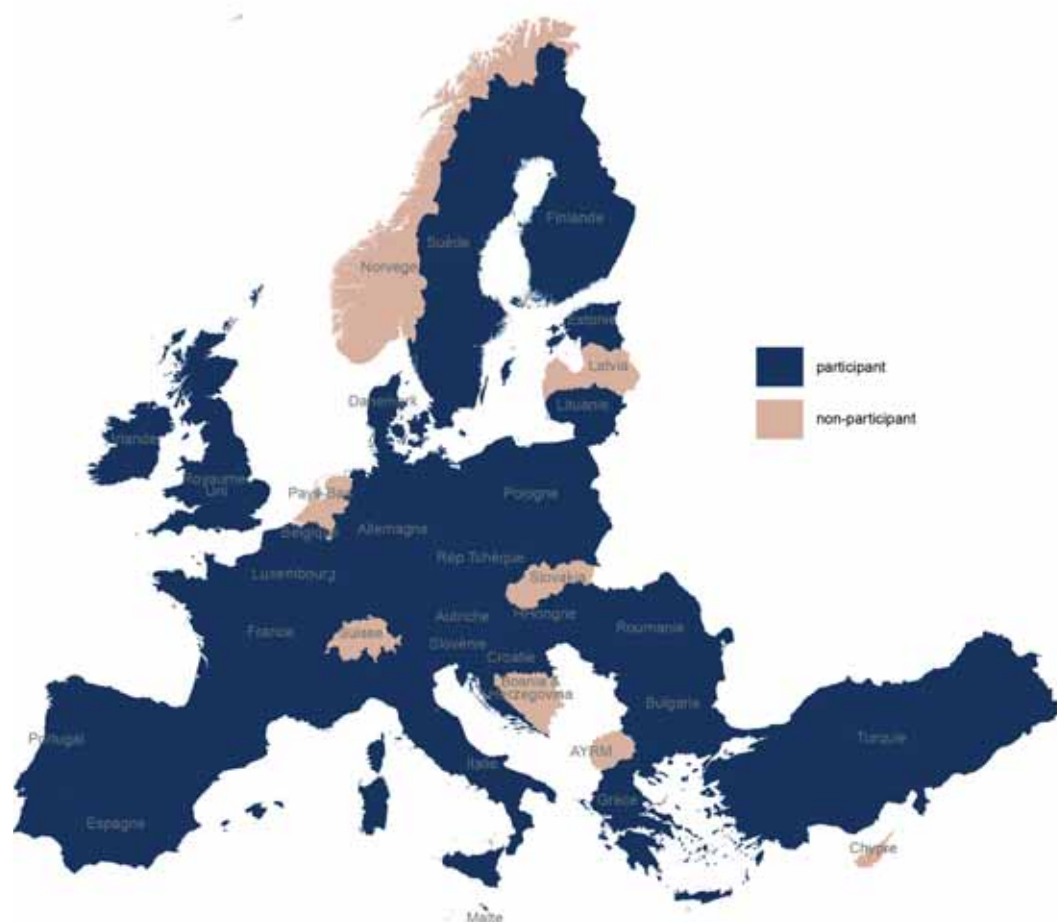 Finlande
Suède
Norvege
Estonie
participant
Latvia
Danemark
Lituanie
non-participant
Irlande
Royaume
Uni
Pays-Bas
Pologne
Belgique
Allemagne
Rép Tchèque
Luxembourg
Slovakia
Hongrie
Autriche
France
Suisse
Roumanie
Slovénie
Croatie
Bosnia &
Herzegovina
Bulgarie
Portugal
Turquie
AYRM
Italie
Grèce
Espagne
Chypre
Malte